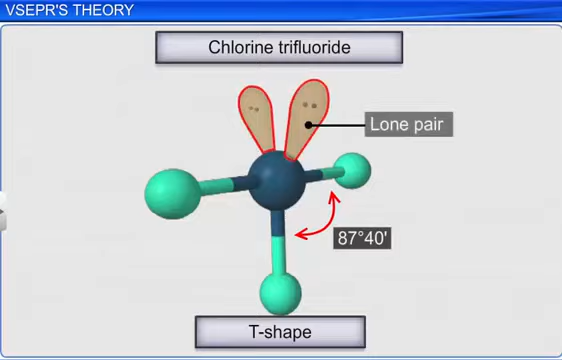 VSEPR'S THEORY
Chlorine trifluoride
Lone pair
87°40'
T-shape